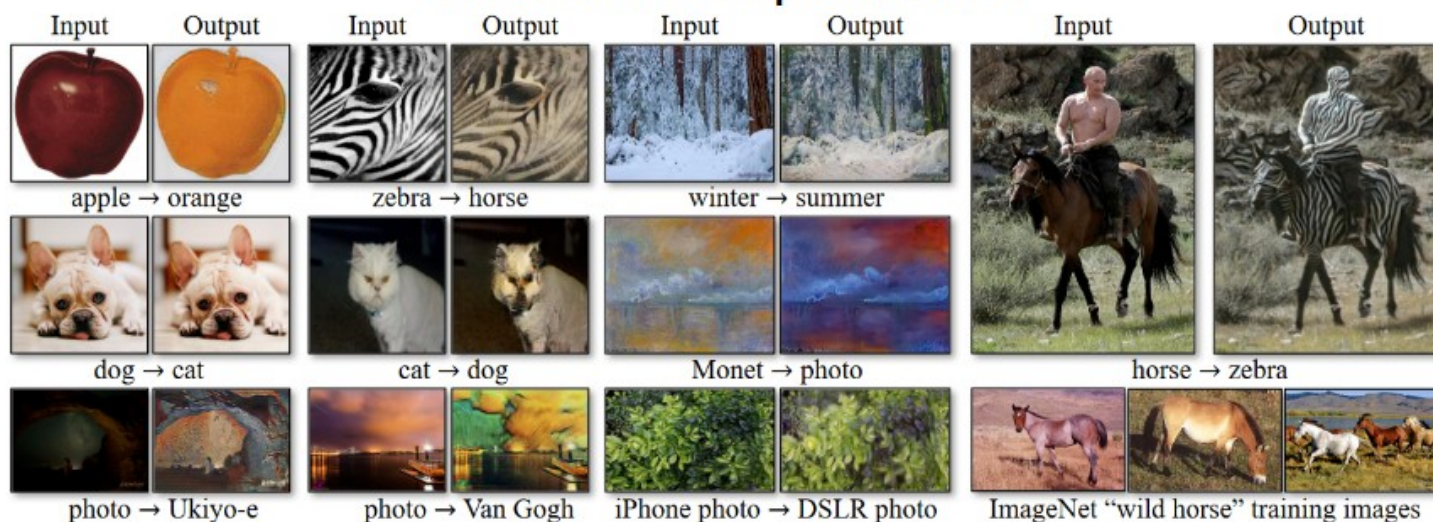 Input Output Input Output Input Output Input Output
apple → orange zebra → horse winter → summer
dog → cat cat → dog Monet → photo horse → zebra
photo → Ukiyo-e photo → Van Gogh iPhone photo → DSLR photo ImageNet “wild horse” training images